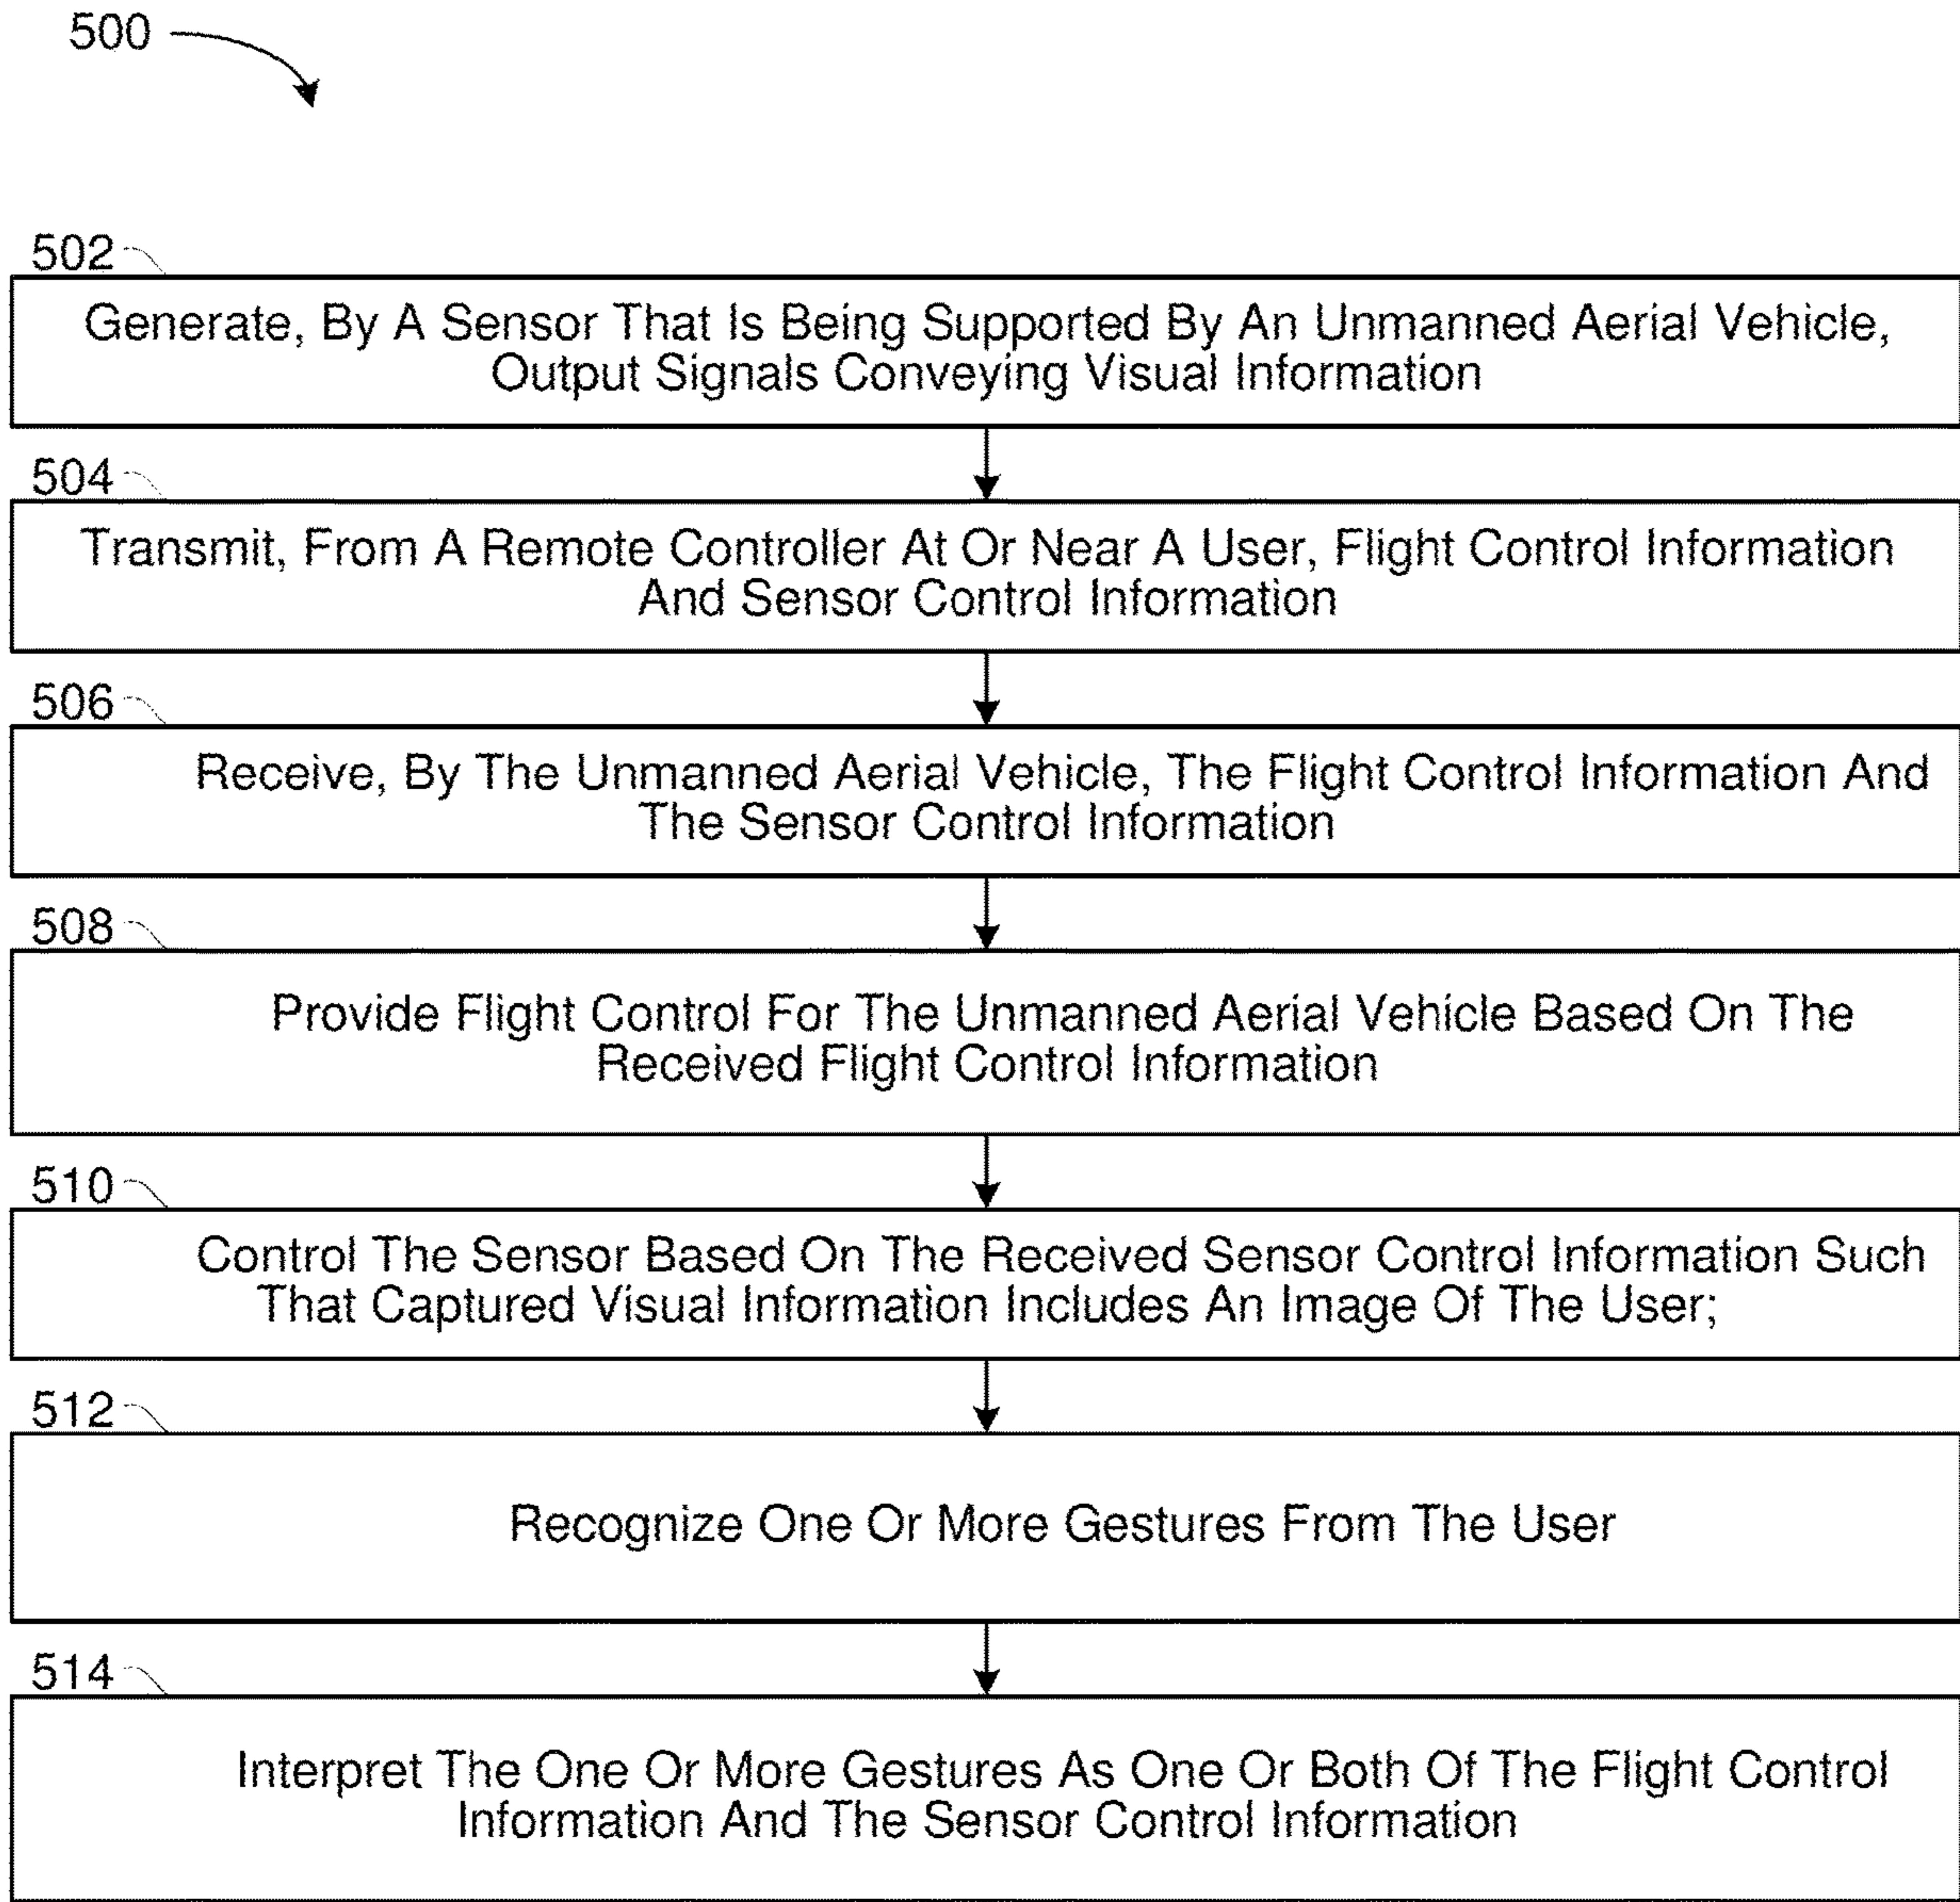 500
502
Generate, By A Sensor That Is Being Supported By An Unmanned Aerial Vehicle,
Output Signals Conveying Visual Information
504
Transmit, From A Remote Controller At Or Near A User, Flight Control Information
And Sensor Control Information
506
Receive, By The Unmanned Aerial Vehicle, The Flight Control Information And
The Sensor Control Information
508
Provide Flight Control For The Unmanned Aerial Vehicle Based On The
Received Flight Control Information
510
Control The Sensor Based On The Received Sensor Control Information Such
That Captured Visual Information Includes An Image Of The User;
512
Recognize One Or More Gestures From The User
514
Interpret The One Or More Gestures As One Or Both Of The Flight Control
Information And The Sensor Control Information